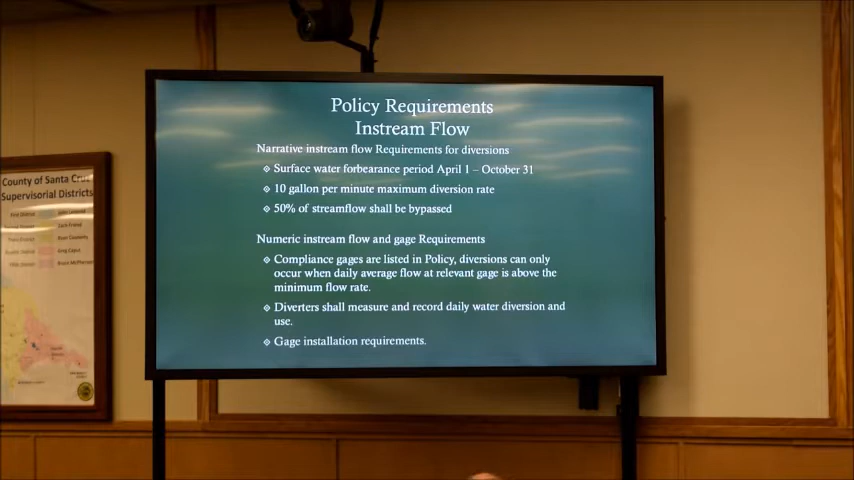 Policy Requirements
Instream Flow
Narrative instream flow Requirements for diversions
Surface water forbearance period April 1 – October 31
10 gallon per minute maximum diversion rate
50% of streamflow shall be bypassed
Numeric instream flow and gage Requirements
Compliance gages are listed in Policy, diversions can only
occur when daily average flow at relevant gage is above the
minimum flow rate.
Diverters shall measure and record daily water diversion and
use.
Gage installation requirements.
County of Santa Cruz
Supervisorial Districts